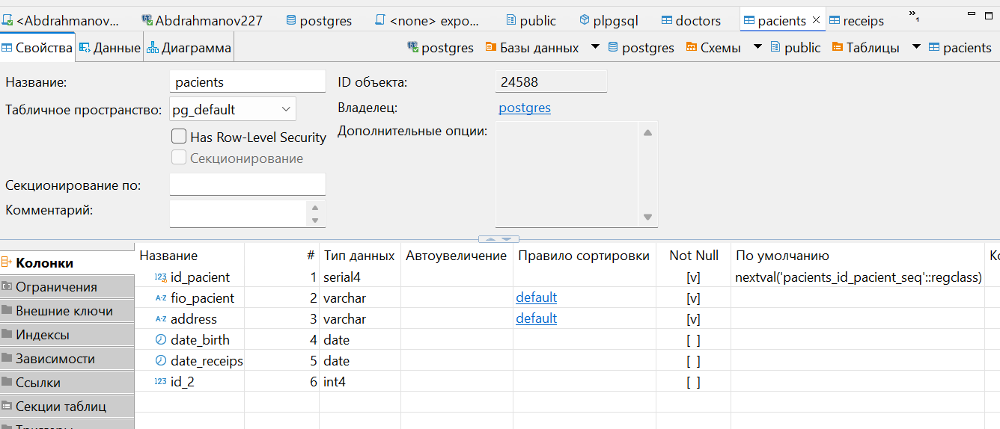 <Abdrahmanov... Abdrahmanov227 postgres <none> expo... public plpgsql doctors pacients receips »1
Свойства Данные Диаграмма postgres Базы данных postgres Схемы public Таблицы pacients
Название: pacients ID объекта: 24588
Табличное пространство: pg_default Владелец: postgres
Has Row-Level Security Дополнительные опции:
Секционирование
Секционирование по:
Комментарий:
Колонки
Ограничения
Внешние ключи
Индексы
Зависимости
Ссылки
Секции таблиц
Триггеры
Название # Тип данных Автоувеличение Правило сортировки Not Null По умолчанию Ко
123 id_pacient 1 serial4 [v] nextval('pacients_id_pacient_seq'::regclass)
A-Z fio_pacient 2 varchar default [v]
A-Z address 3 varchar default [v]
date_birth 4 date [ ]
date_receips 5 date [ ]
123 id_2 6 int4 [ ]